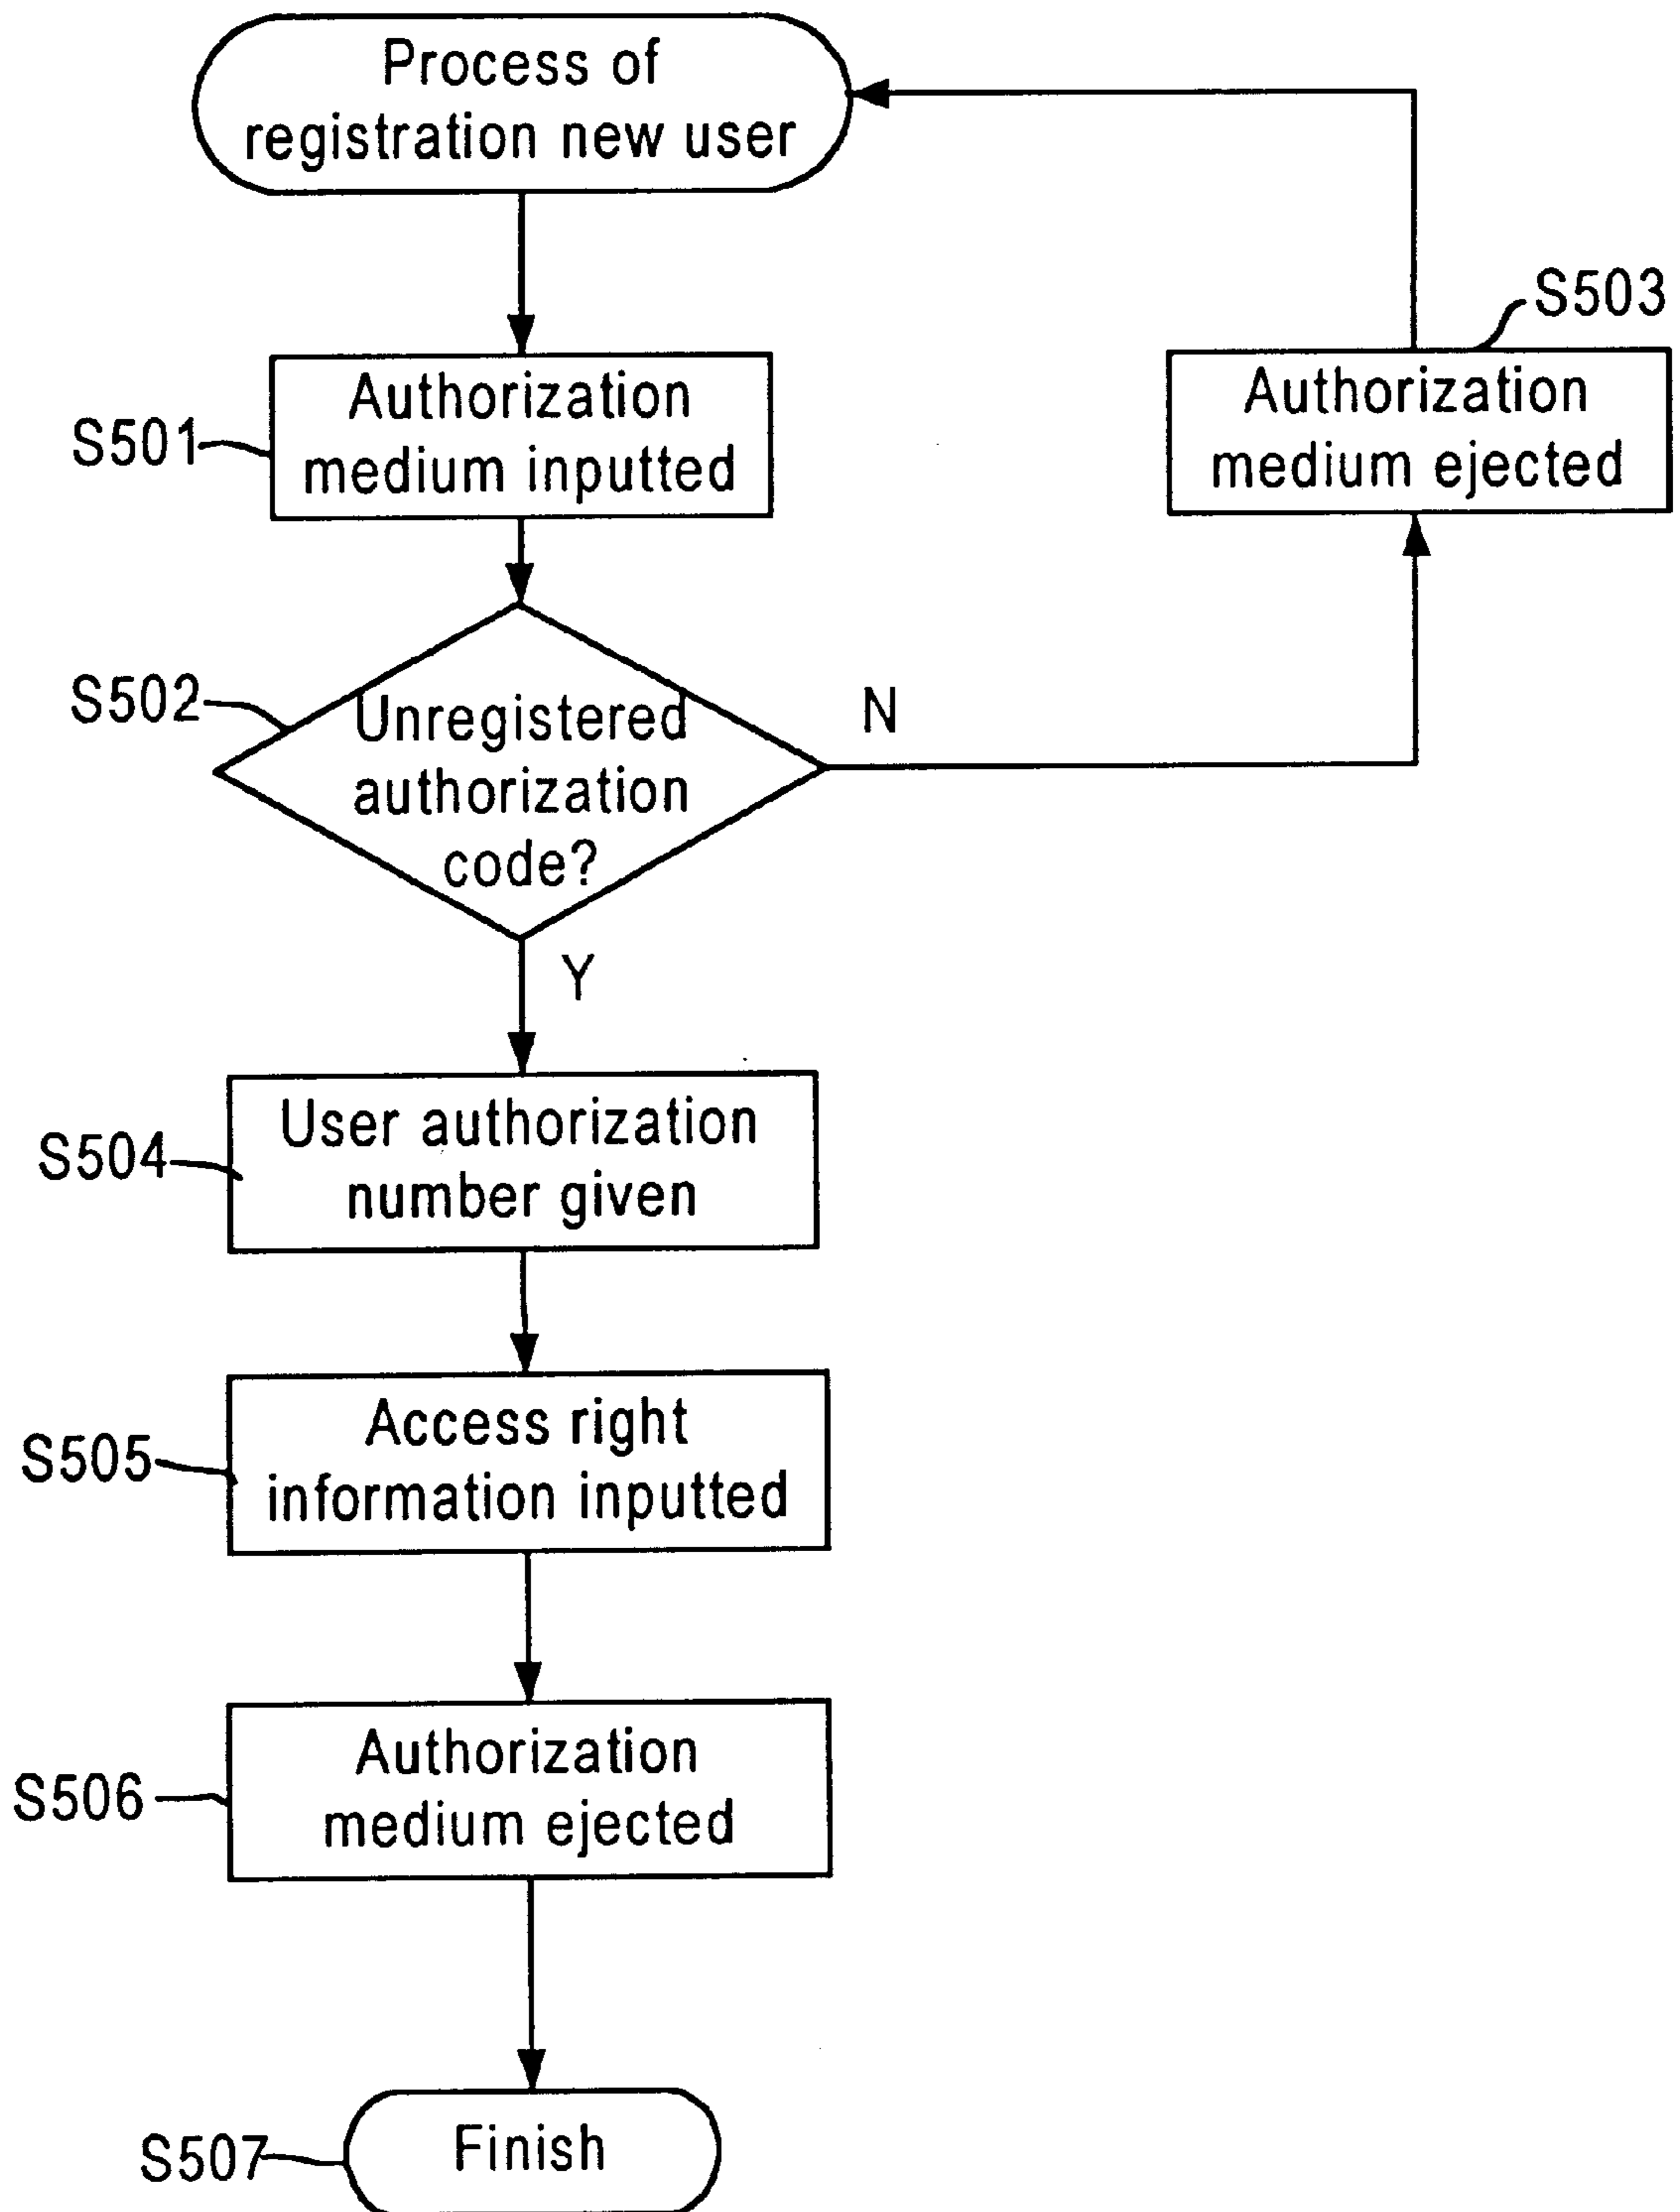 Process of
registration new user
S503
S501
Authorization
medium inputted
Authorization
medium ejected
S502
Unregistered
authorization
code?
N
Y
S504
User authorization
number given
S505
Access right
information inputted
S506
Authorization
medium ejected
S507
Finish